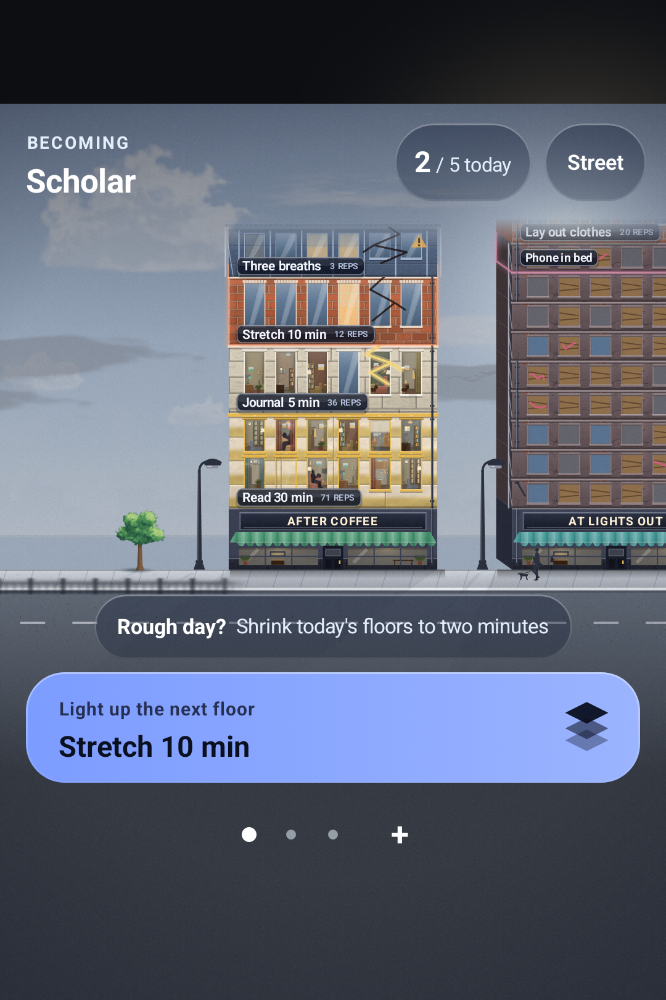 BECOMING
Scholar
2 / 5 today
Street
Three breaths 3 REPS
Stretch 10 min 12 REPS
Journal 5 min 36 REPS
Read 30 min 71 REPS
AFTER COFFEE
Lay out clothes 20 REPS
Phone in bed
AT LIGHTS OUT
Rough day? Shrink today's floors to two minutes
Light up the next floor
Stretch 10 min